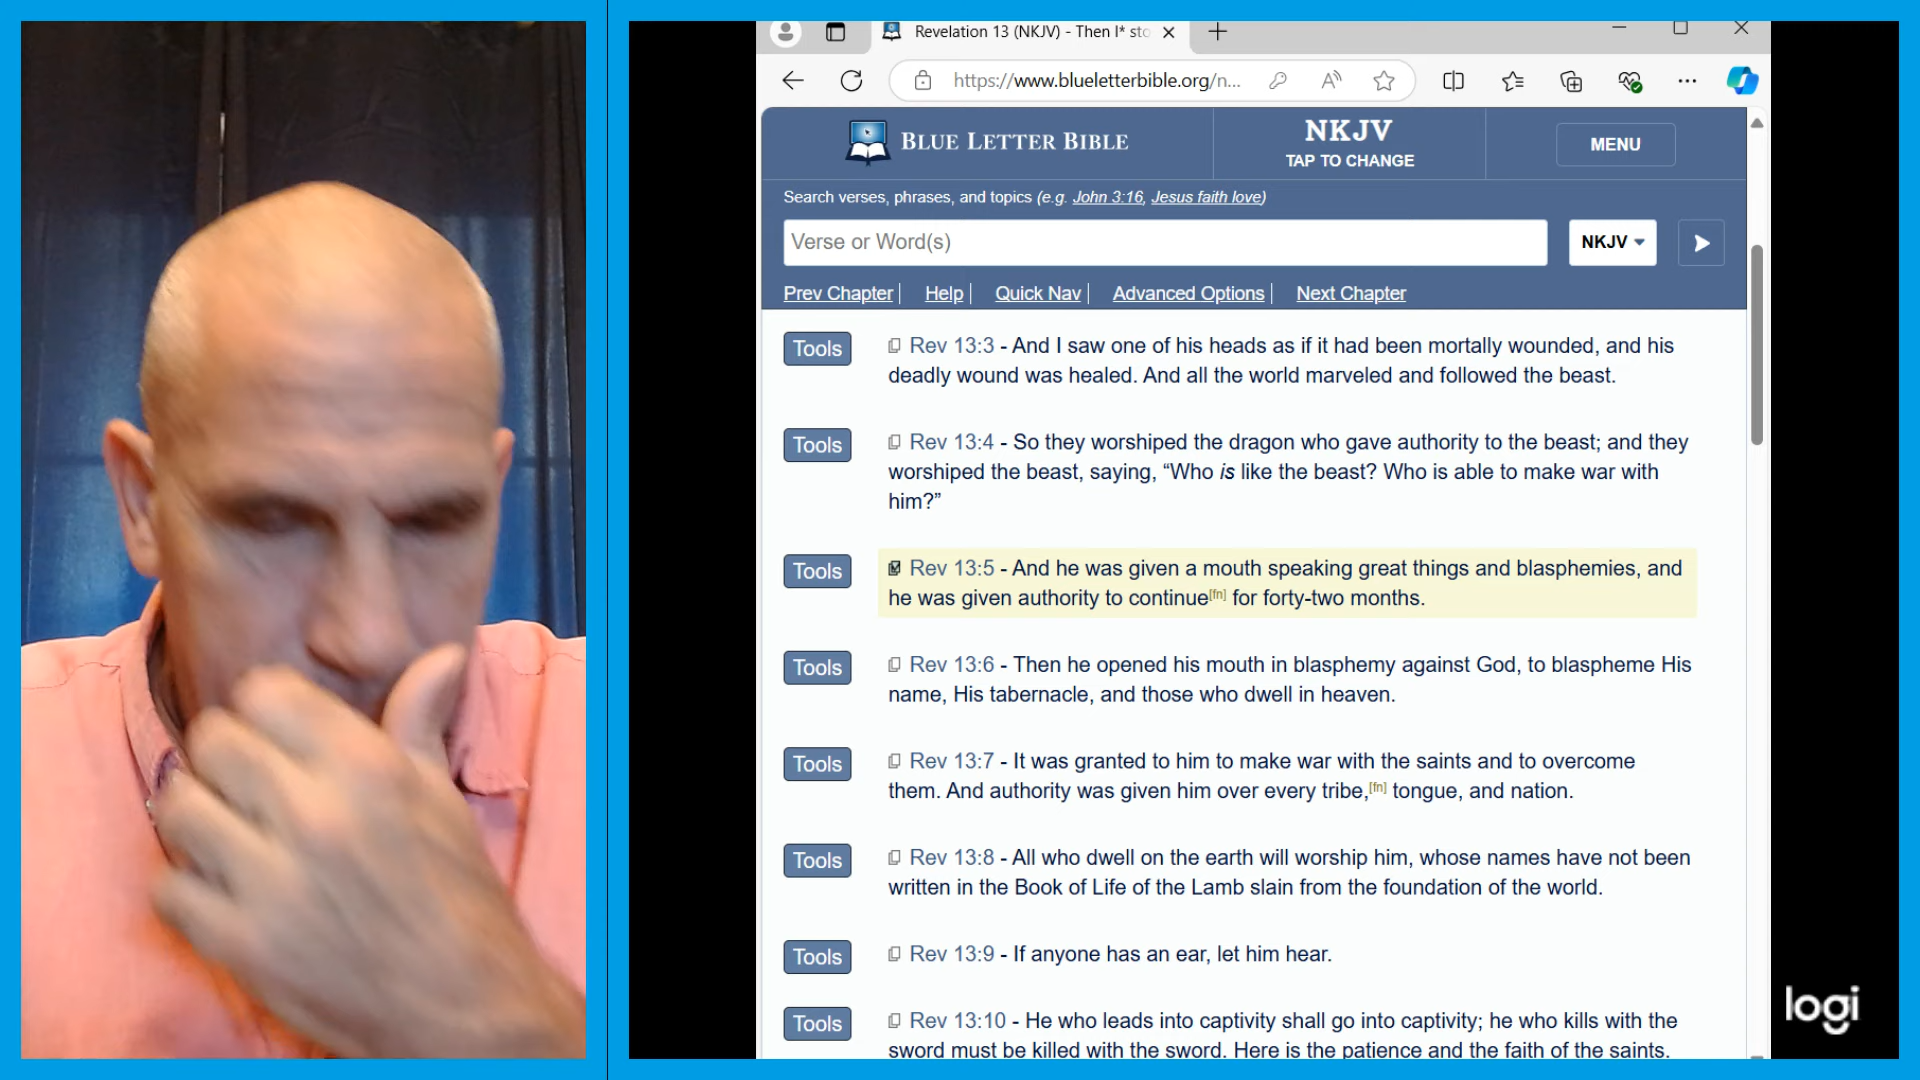 Revelation 13 (NKJV) - Then I* sto
https://www.blueletterbible.org/n...
BLUE LETTER BIBLE
NKJV
TAP TO CHANGE
MENU
Search verses, phrases, and topics (e.g. John 3:16, Jesus faith love)
Verse or Word(s)
NKJV
Prev Chapter | Help | Quick Nav | Advanced Options | Next Chapter
Tools
Rev 13:3 - And I saw one of his heads as if it had been mortally wounded, and his
deadly wound was healed. And all the world marveled and followed the beast.
Tools
Rev 13:4 - So they worshiped the dragon who gave authority to the beast; and they
worshiped the beast, saying, “Who is like the beast? Who is able to make war with
him?”
Tools
Rev 13:5 - And he was given a mouth speaking great things and blasphemies, and
he was given authority to continue[fn] for forty-two months.
Tools
Rev 13:6 - Then he opened his mouth in blasphemy against God, to blaspheme His
name, His tabernacle, and those who dwell in heaven.
Tools
Rev 13:7 - It was granted to him to make war with the saints and to overcome
them. And authority was given him over every tribe,[fn] tongue, and nation.
Tools
Rev 13:8 - All who dwell on the earth will worship him, whose names have not been
written in the Book of Life of the Lamb slain from the foundation of the world.
Tools
Rev 13:9 - If anyone has an ear, let him hear.
Tools
Rev 13:10 - He who leads into captivity shall go into captivity; he who kills with the
sword must be killed with the sword. Here is the patience and the faith of the saints.
logi